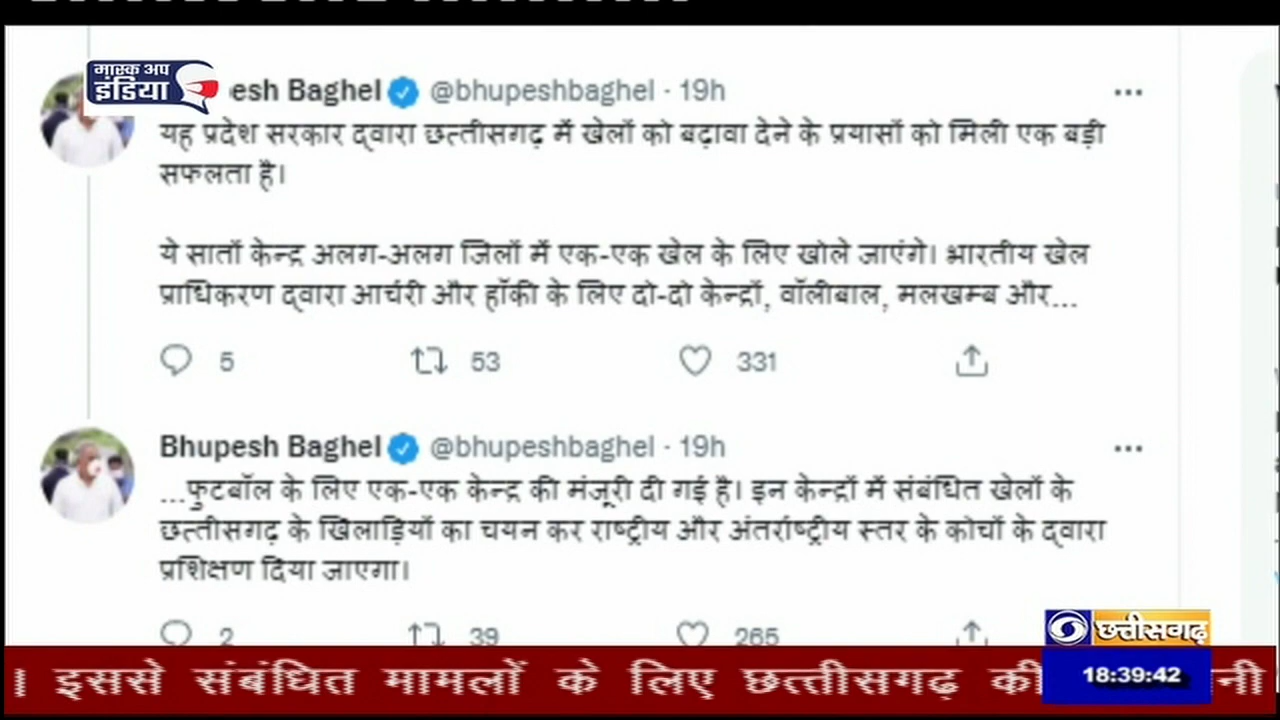 मास्क अप
इंडिया
esh Baghel @bhupeshbaghel · 19h
यह प्रदेश सरकार द्वारा छत्तीसगढ़ में खेलों को बढ़ावा देने के प्रयासों को मिली एक बड़ी
सफलता है।
ये सातों केन्द्र अलग-अलग जिलों में एक-एक खेल के लिए खोले जाएंगे। भारतीय खेल
प्राधिकरण द्वारा आर्चरी और हॉकी के लिए दो-दो केन्द्रों, वॉलीबाल, मलखम्ब और...
5 53 331
Bhupesh Baghel @bhupeshbaghel · 19h
...फुटबॉल के लिए एक-एक केन्द्र की मंजूरी दी गई है। इन केन्द्रों में संबंधित खेलों के
छत्तीसगढ़ के खिलाड़ियों का चयन कर राष्ट्रीय और अंतर्राष्ट्रीय स्तर के कोचों के द्वारा
प्रशिक्षण दिया जाएगा।
2 39 265
छत्तीसगढ़
। इससे संबंधित मामलों के लिए छत्तीसगढ़ की नी
18:39:42